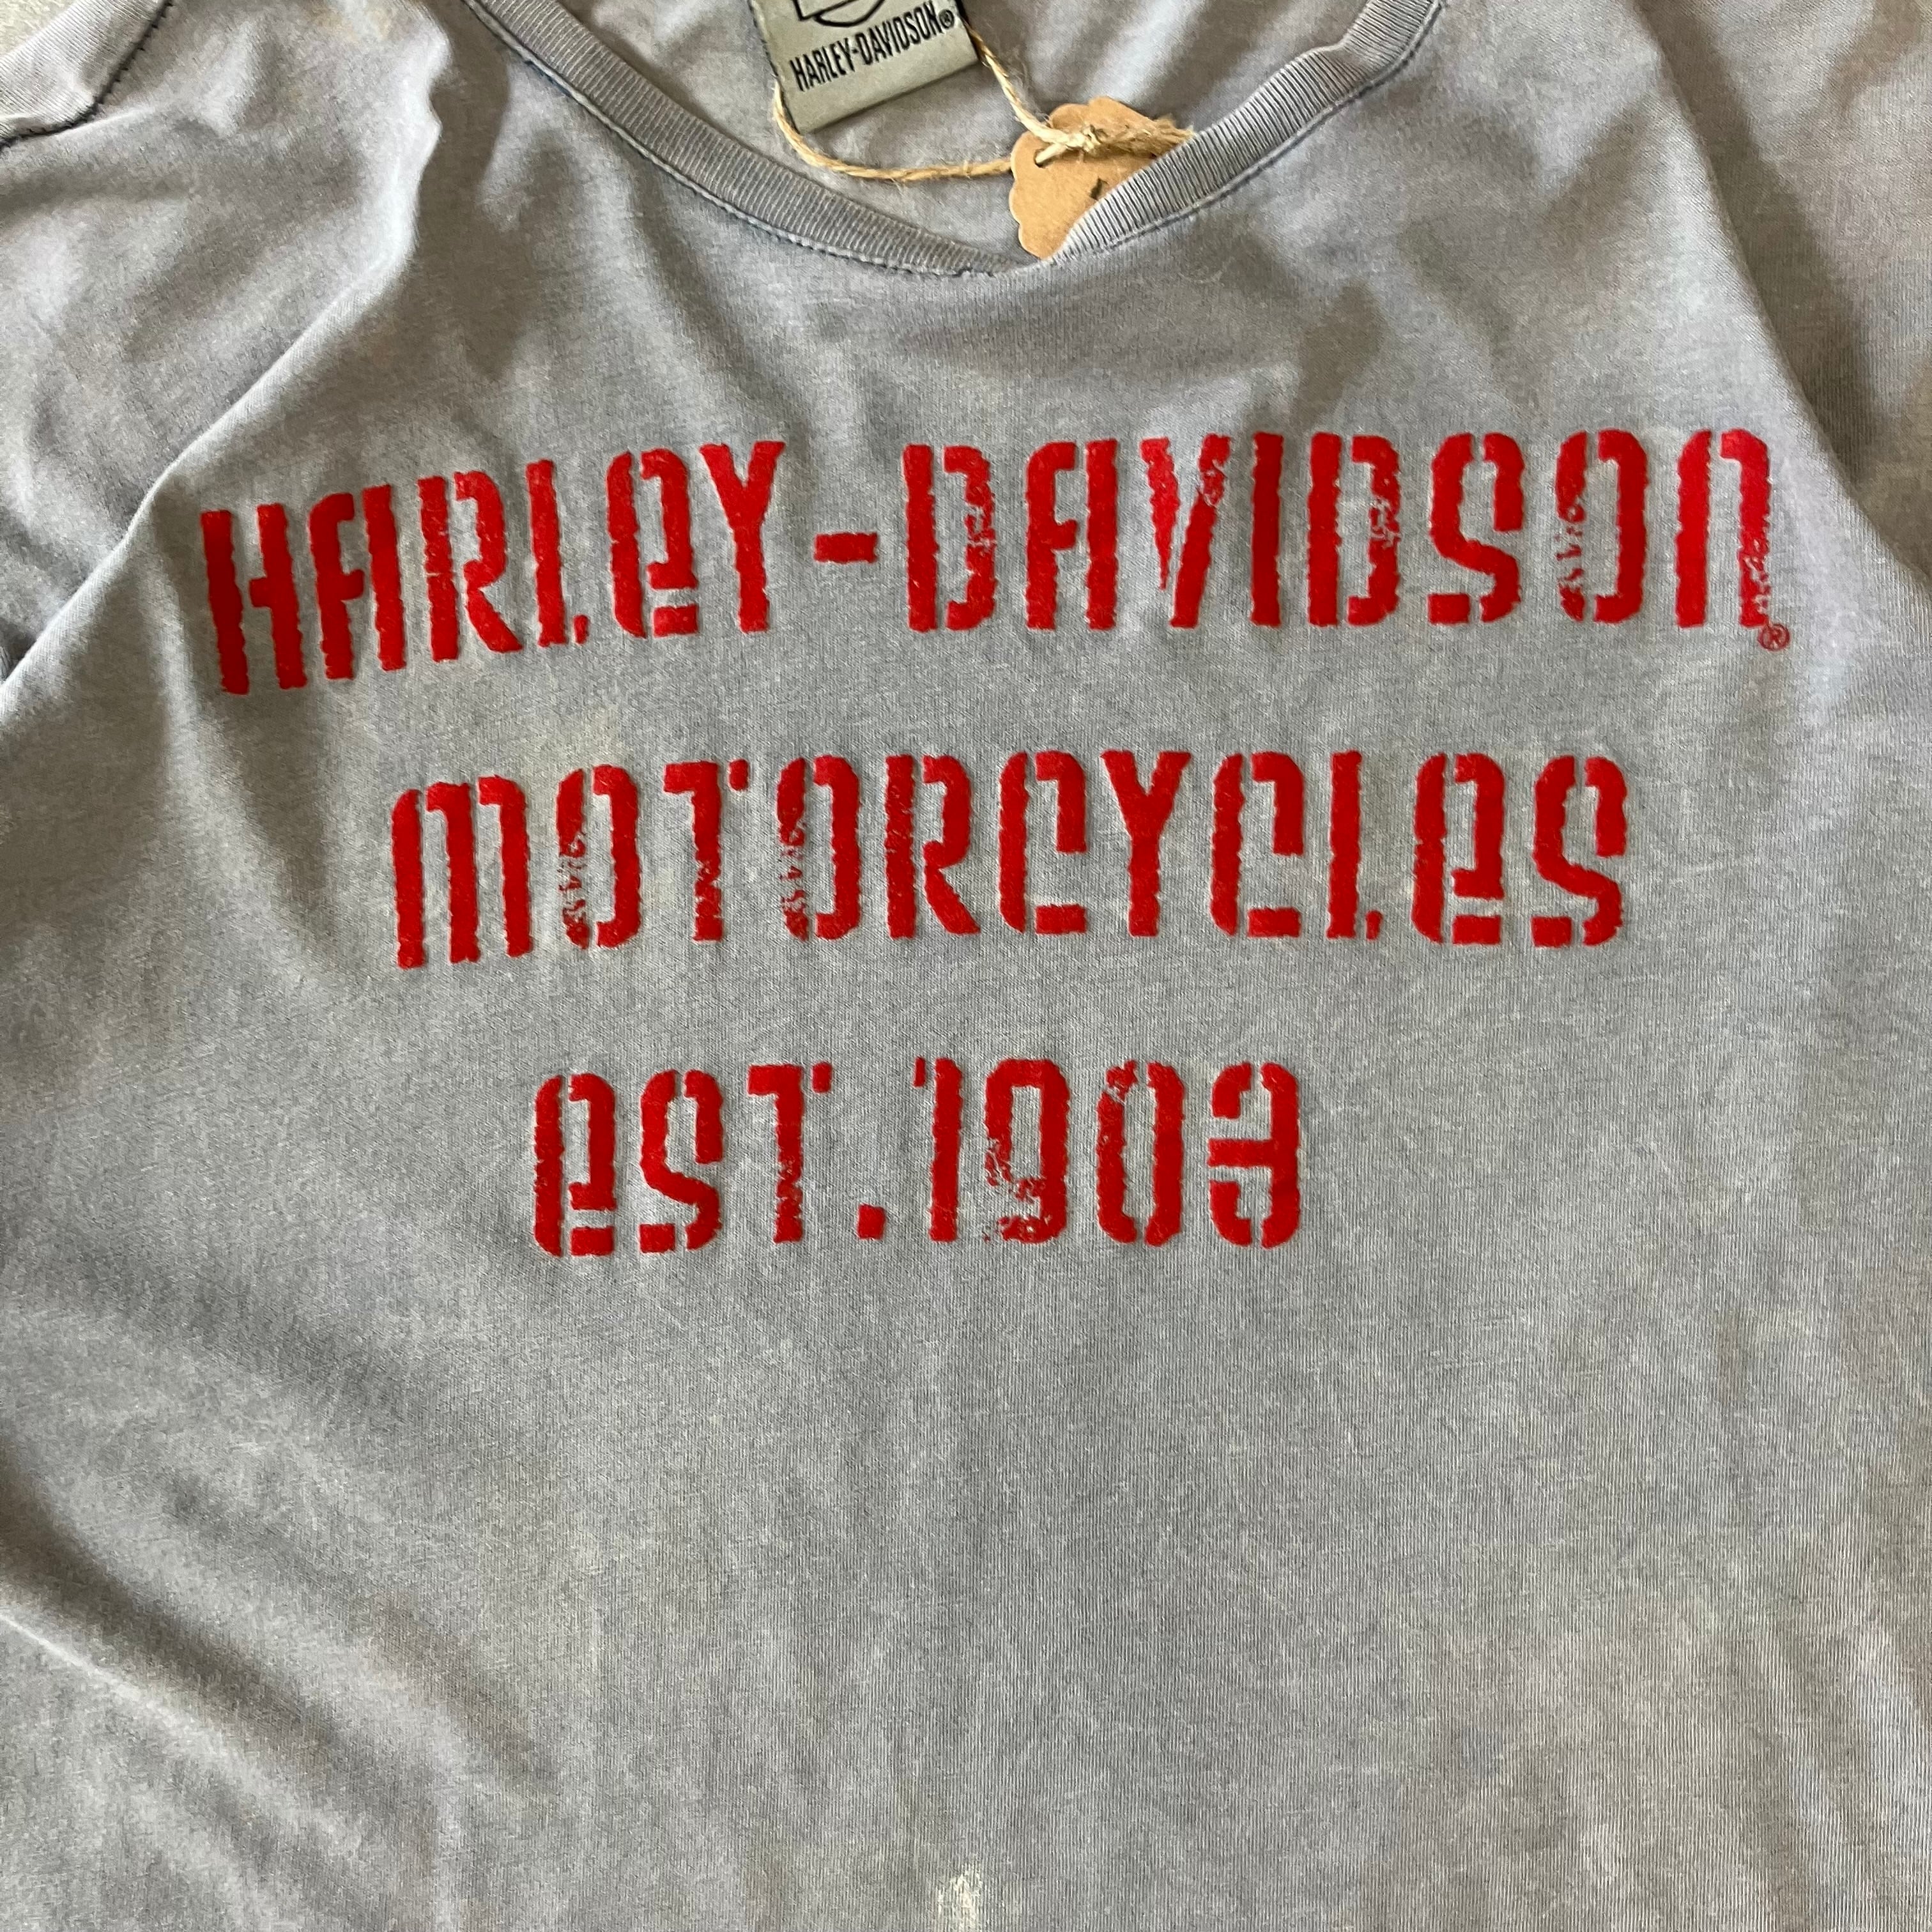 HARLEY-DAVIDSON®
HARLeY-DAVIDSOn®
MOTORCYCLeS
eST.1903